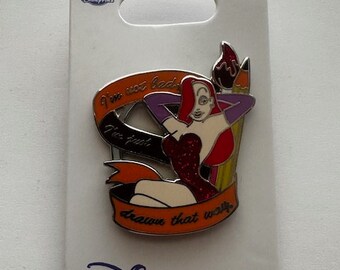 I'm not bad,
I'm just
drawn that way.